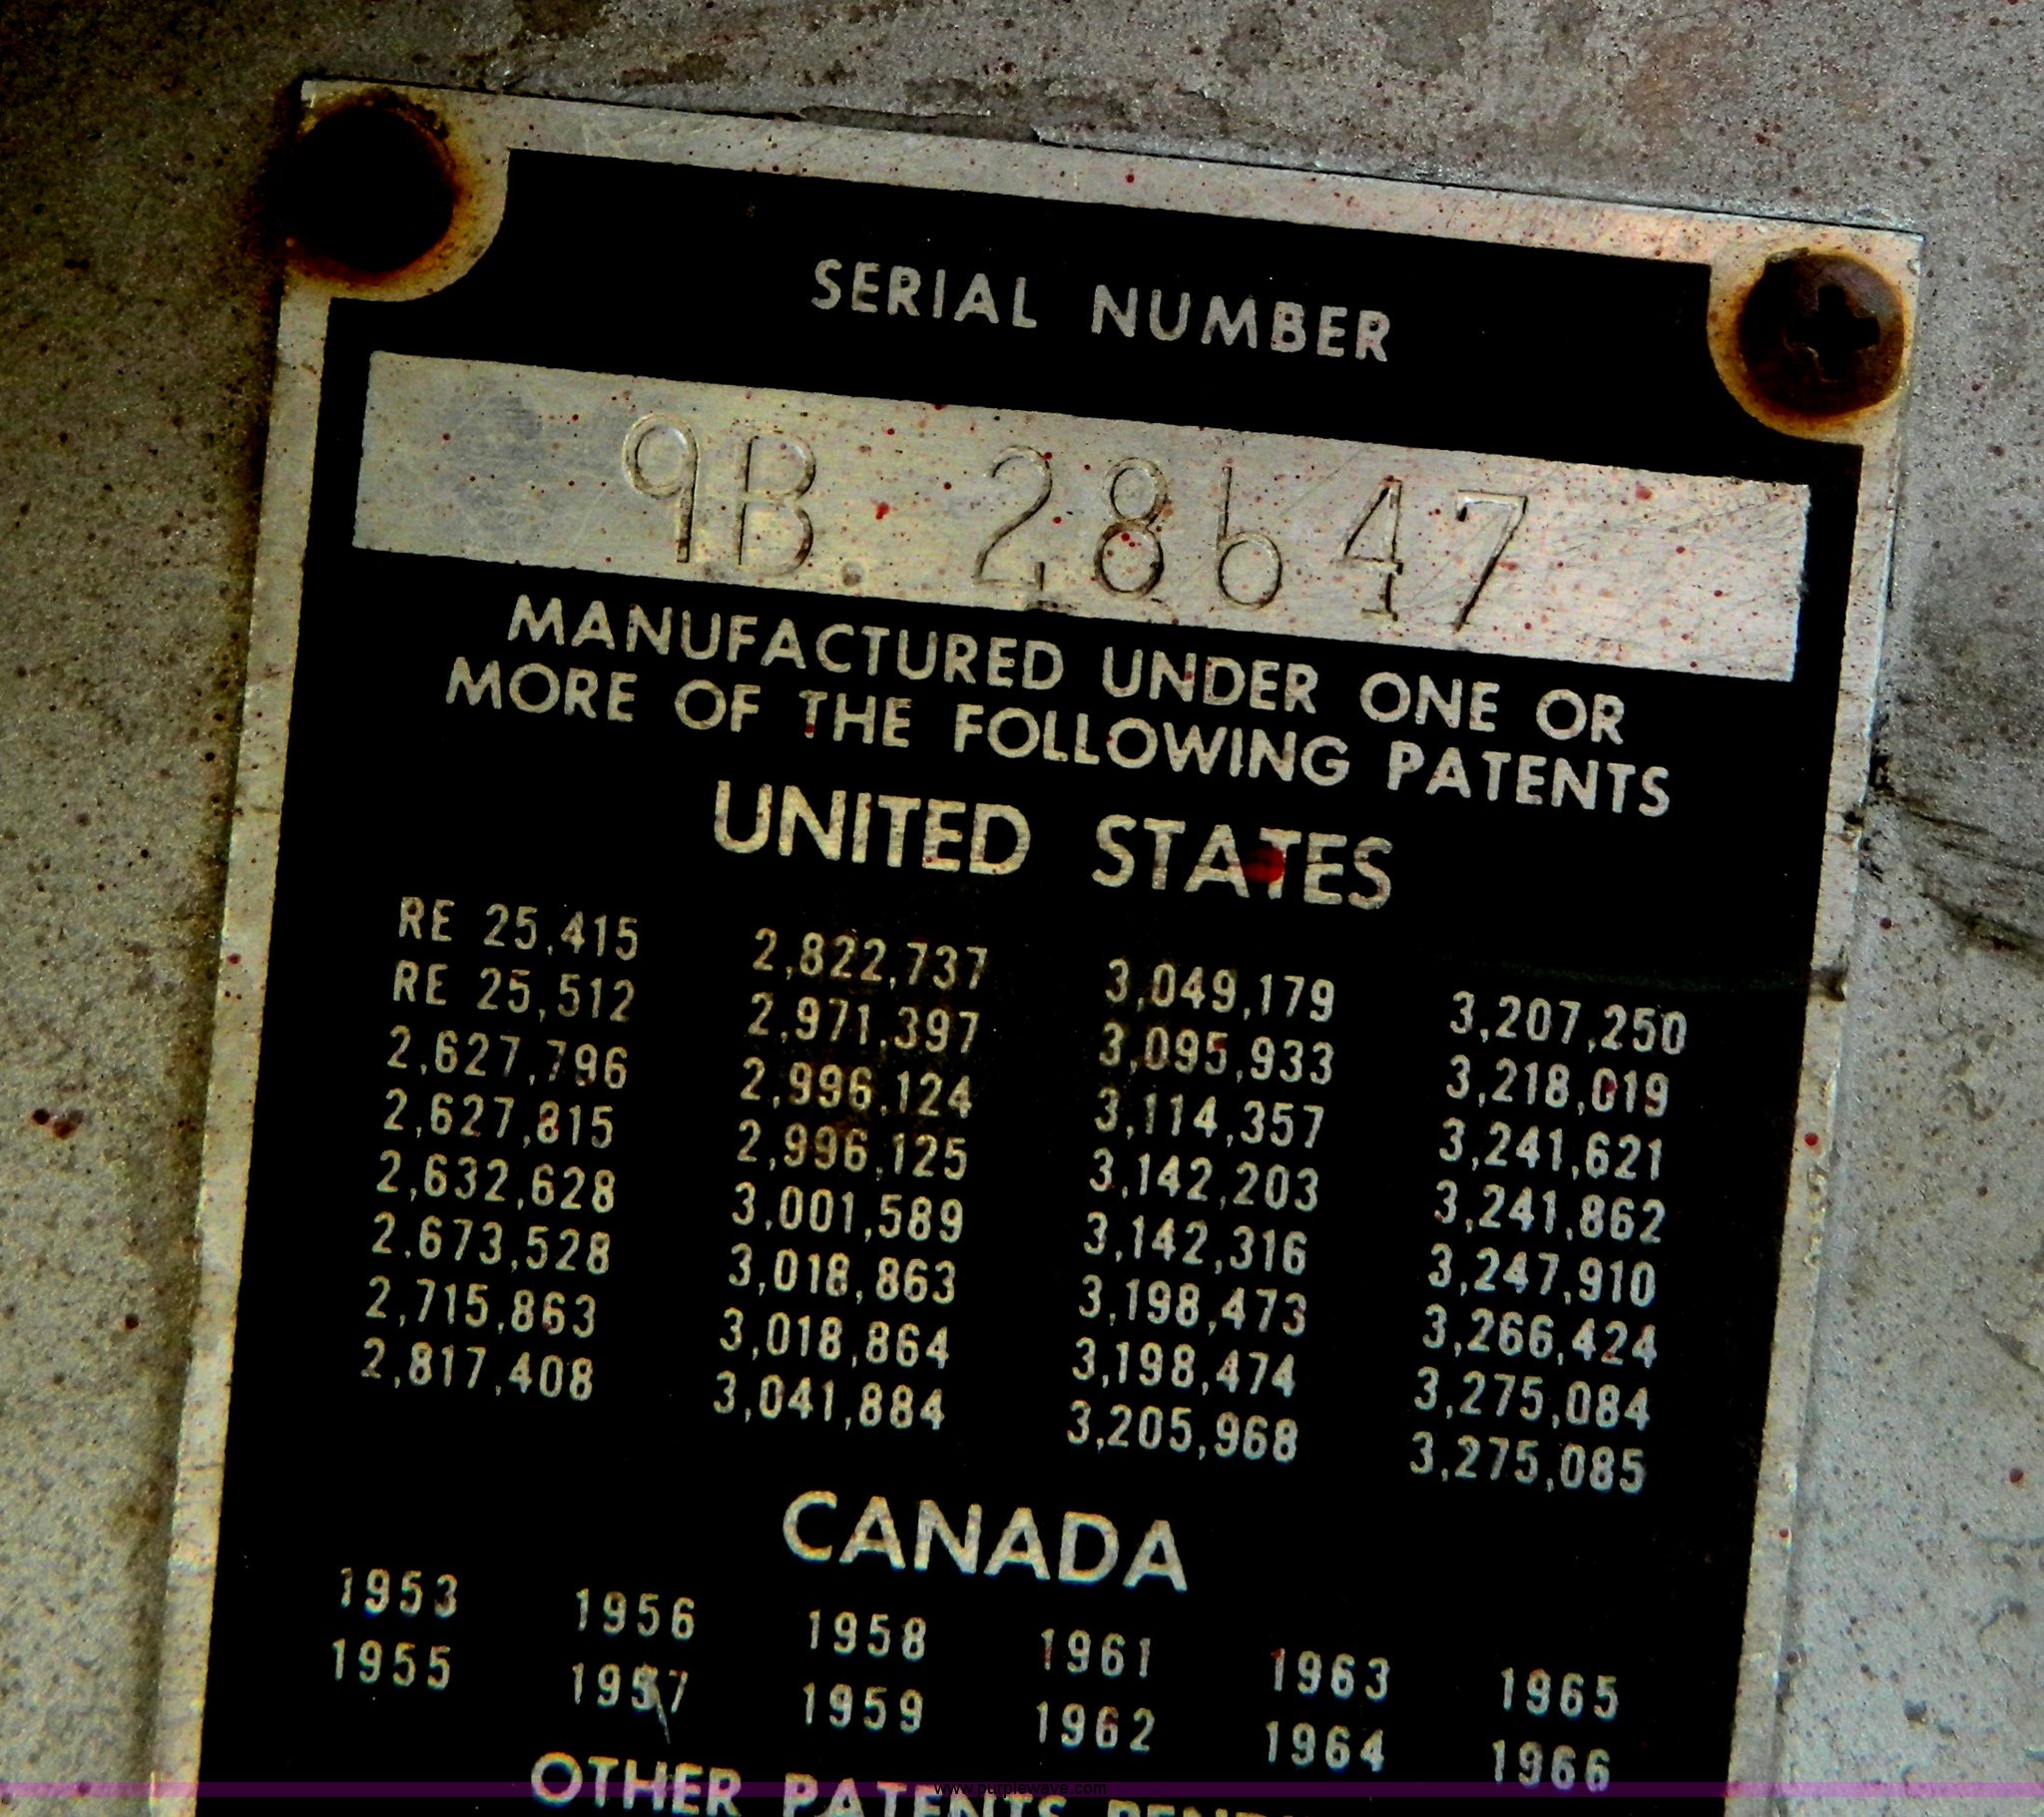 SERIAL NUMBER
9B 28647
MANUFACTURED UNDER ONE OR
MORE OF THE FOLLOWING PATENTS
UNITED STATES
RE 25,415 2,822,737 3,049,179 3,207,250
RE 25,512 2,971,397 3,095,933 3,218,019
2,627,796 2,996,124 3,114,357 3,241,621
2,627,815 2,996,125 3,142,203 3,241,862
2,632,628 3,001,589 3,142,316 3,247,910
2,673,528 3,018,863 3,198,473 3,266,424
2,715,863 3,018,864 3,198,474 3,275,084
2,817,408 3,041,884 3,205,968 3,275,085
CANADA
1953 1956 1958 1961 1963 1965
1955 1957 1959 1962 1964 1966
OTHER PATENTS
www.purplewave.com